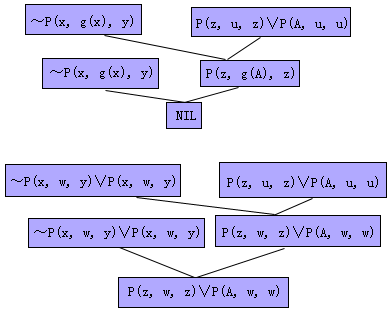 ～P(x, g(x), y)
P(z, u, z)∨P(A, u, u)
～P(x, g(x), y)
P(z, g(A), z)
NIL
～P(x, w, y)∨P(x, w, y)
P(z, u, z)∨P(A, u, u)
～P(x, w, y)∨P(x, w, y)
P(z, w, z)∨P(A, w, w)
P(z, w, z)∨P(A, w, w)